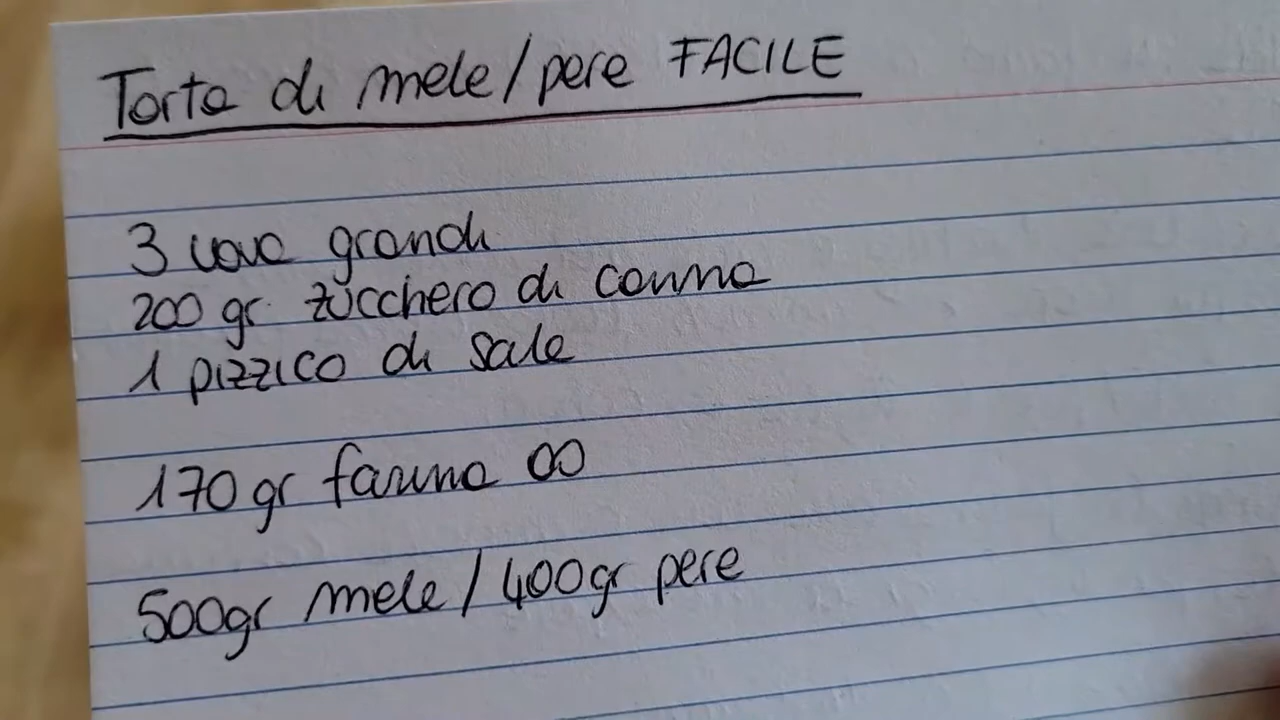 Torta di mele/pere FACILE
3 uova grandi
200 gr. zucchero di canna
1 pizzico di sale
170 gr farina 00
500gr mele / 400gr pere